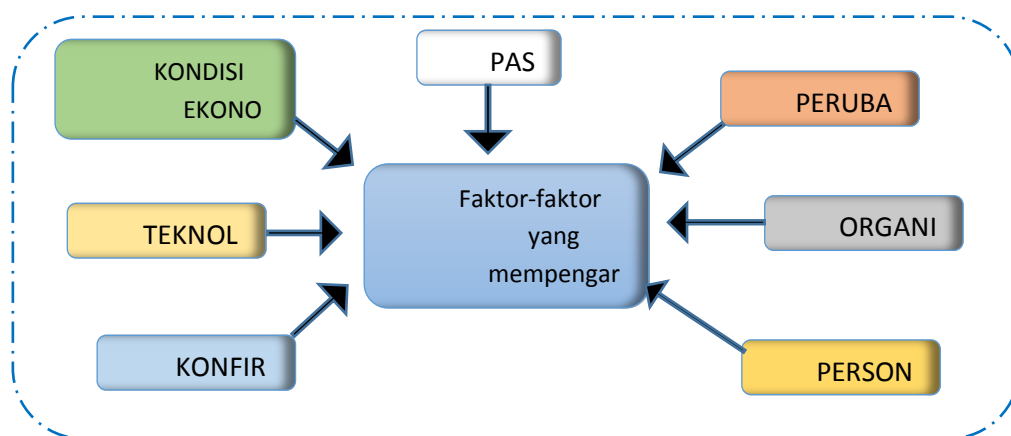 KONDISI
EKONO
PAS
PERUBA
TEKNOL
Faktor-faktor
yang
mempengar
ORGANI
KONFIR
PERSON